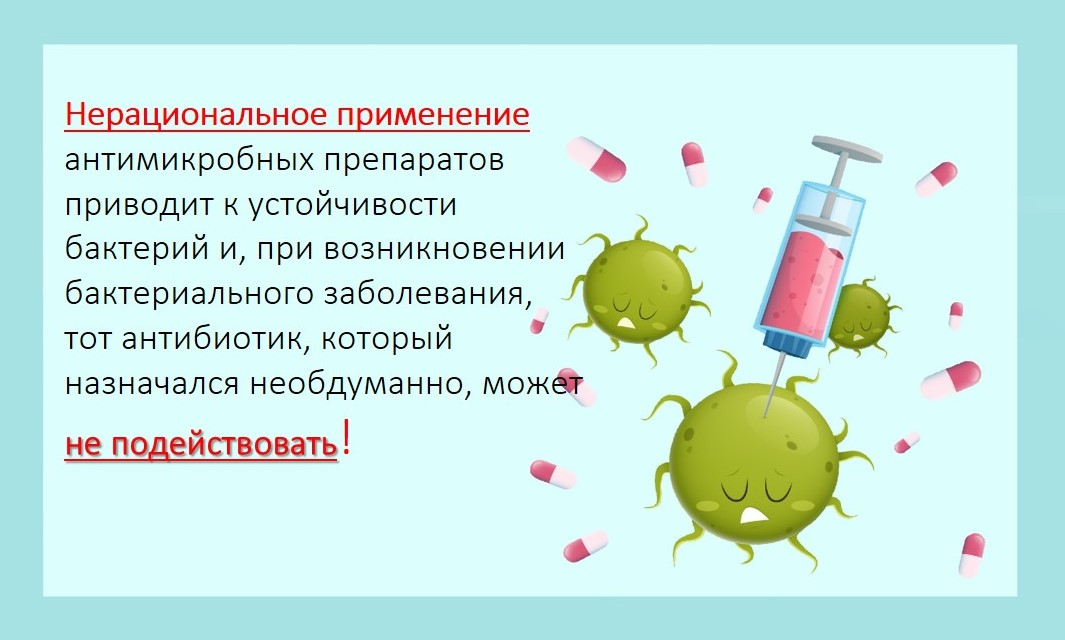 Нерациональное применение
антимикробных препаратов
приводит к устойчивости
бактерий и, при возникновении
бактериального заболевания,
тот антибиотик, который
назначался необдуманно, может
не подействовать!